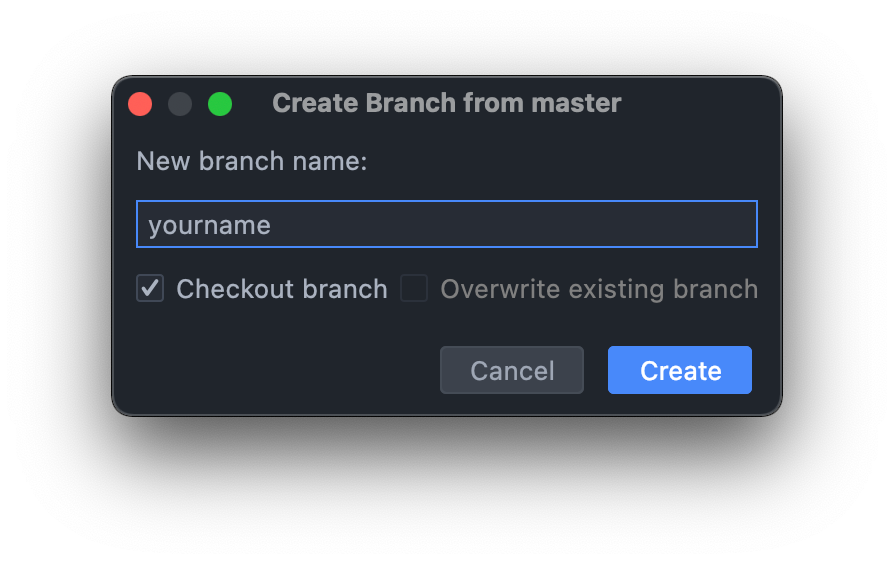 Create Branch from master
New branch name:
yourname
Checkout branch Overwrite existing branch
Cancel Create